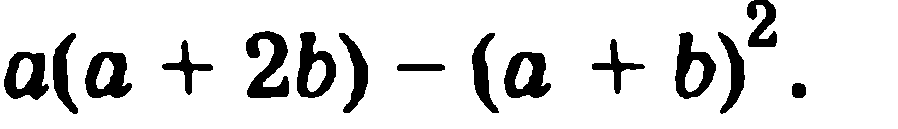 a(a + 2b) − (a + b)².